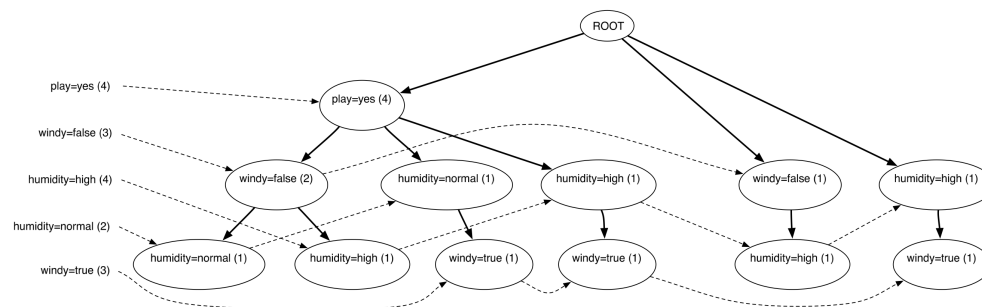 ROOT
play=yes (4)
play=yes (4)
windy=false (3)
windy=false (2)
humidity=normal (1)
humidity=high (1)
windy=false (1)
humidity=high (1)
humidity=high (4)
humidity=normal (2)
humidity=normal (1)
humidity=high (1)
windy=true (1)
windy=true (1)
humidity=high (1)
windy=true (1)
windy=true (3)